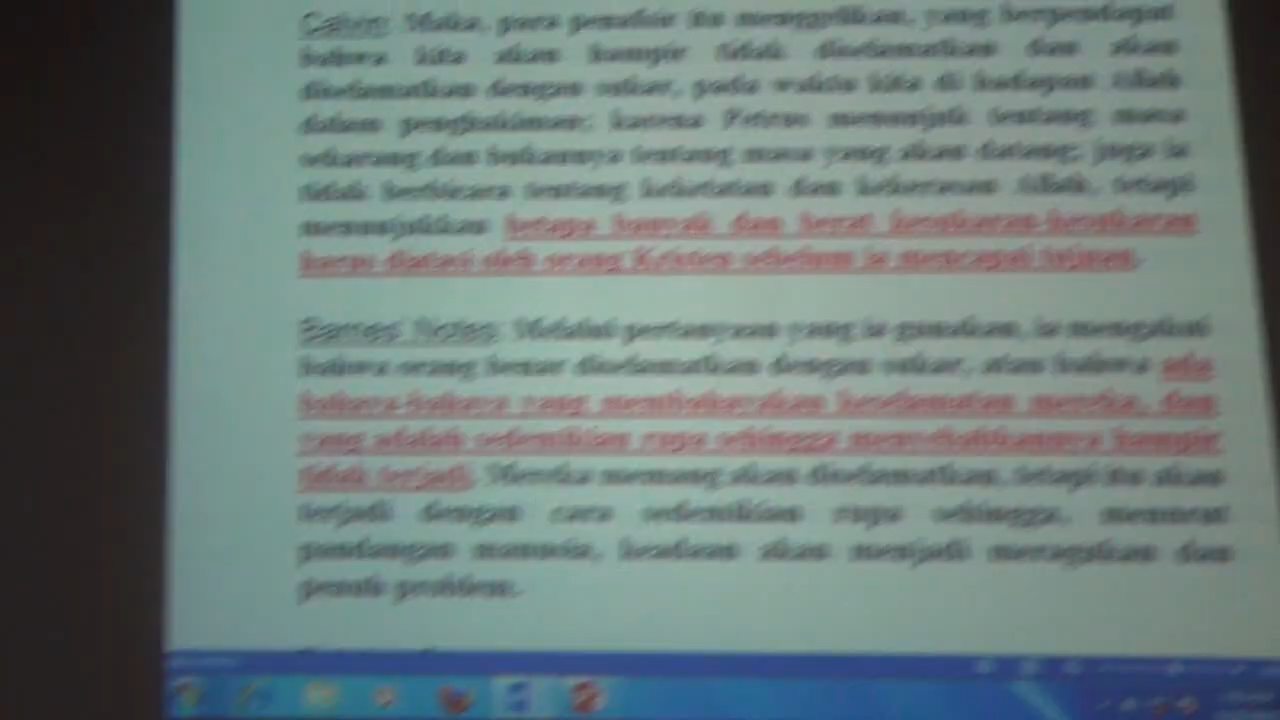 Calvin: Maka, para penafsir itu menggelikan, yang berpendapat
bahwa kita akan hampir tidak diselamatkan dan akan
diselamatkan dengan sukar, pada waktu kita di hadapan Allah
dalam penghakiman; karena Petrus menunjuk tentang masa
sekarang dan bukannya tentang masa yang akan datang; juga ia
tidak berbicara tentang keketatan dan kekerasan Allah, tetapi
menunjukkan betapa banyak dan berat kesukaran-kesukaran
harus diatasi oleh orang Kristen sebelum ia mencapai tujuan.
Barnes' Notes: Melalui pertanyaan yang ia gunakan, ia mengakui
bahwa orang benar diselamatkan dengan sukar, atau bahwa ada
bahaya-bahaya yang membahayakan keselamatan mereka, dan
yang adalah sedemikian rupa sehingga menyebabkannya hampir
tidak terjadi. Mereka memang akan diselamatkan, tetapi itu akan
terjadi dengan cara sedemikian rupa sehingga, menurut
pandangan manusia, keadaan akan menjadi meragukan dan
penuh problem.